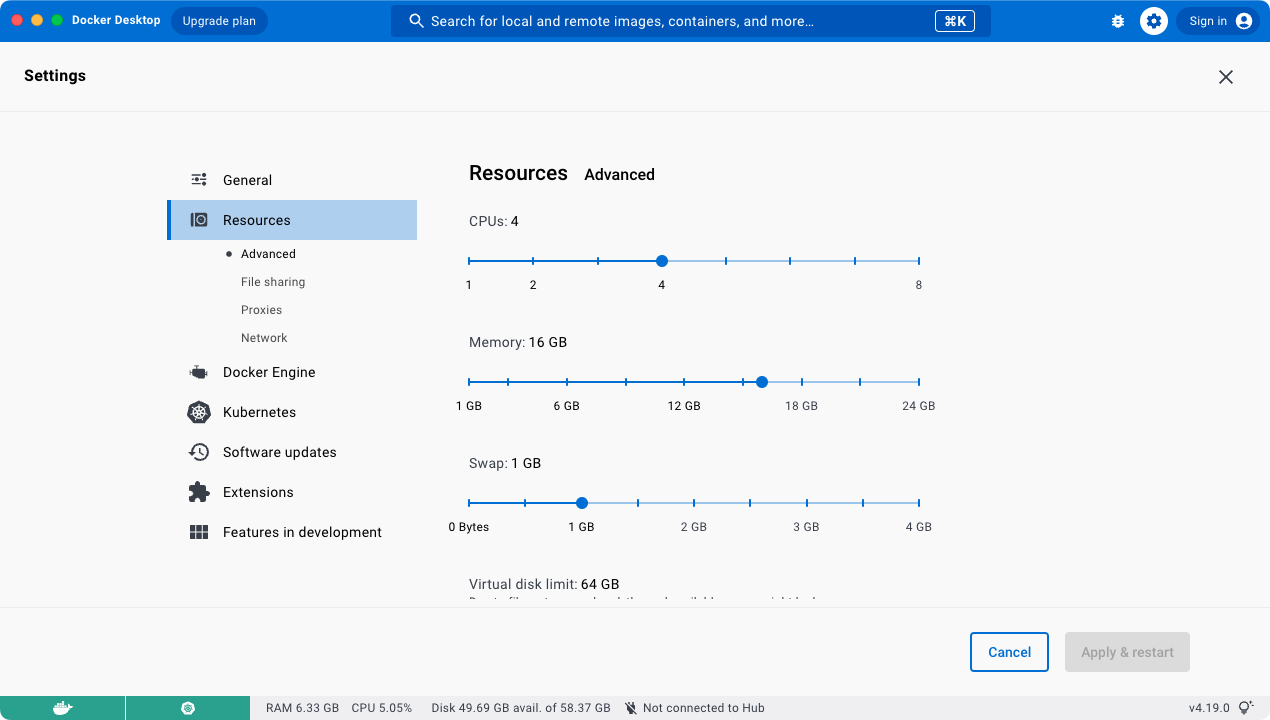 Docker Desktop
Upgrade plan
Search for local and remote images, containers, and more...
⌘K
Sign in
Settings
General
Resources
Advanced
File sharing
Proxies
Network
Docker Engine
Kubernetes
Software updates
Extensions
Features in development
Resources Advanced
CPUs: 4
1 2 4 8
Memory: 16 GB
1 GB 6 GB 12 GB 18 GB 24 GB
Swap: 1 GB
0 Bytes 1 GB 2 GB 3 GB 4 GB
Virtual disk limit: 64 GB
Cancel
Apply & restart
RAM 6.33 GB CPU 5.05% Disk 49.69 GB avail. of 58.37 GB Not connected to Hub v4.19.0